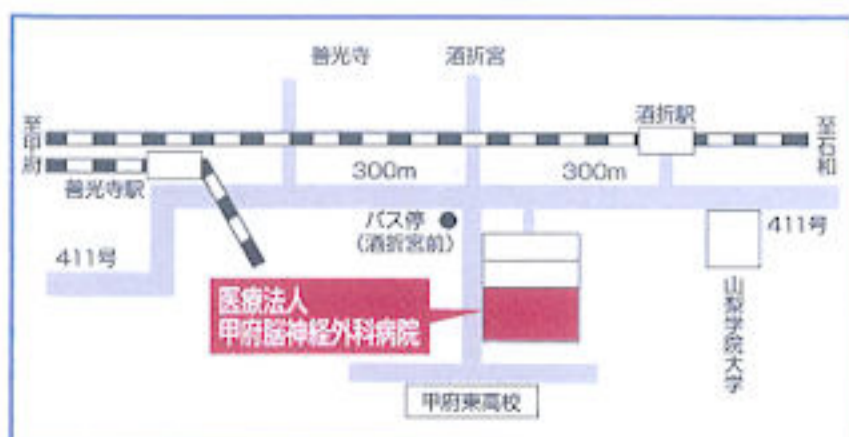 善光寺
酒折宮
至甲府
酒折駅
至石和
300m
300m
善光寺駅
バス停
(酒折宮前)
411号
411号
医療法人
甲府脳神経外科病院
山梨学院大学
甲府東高校